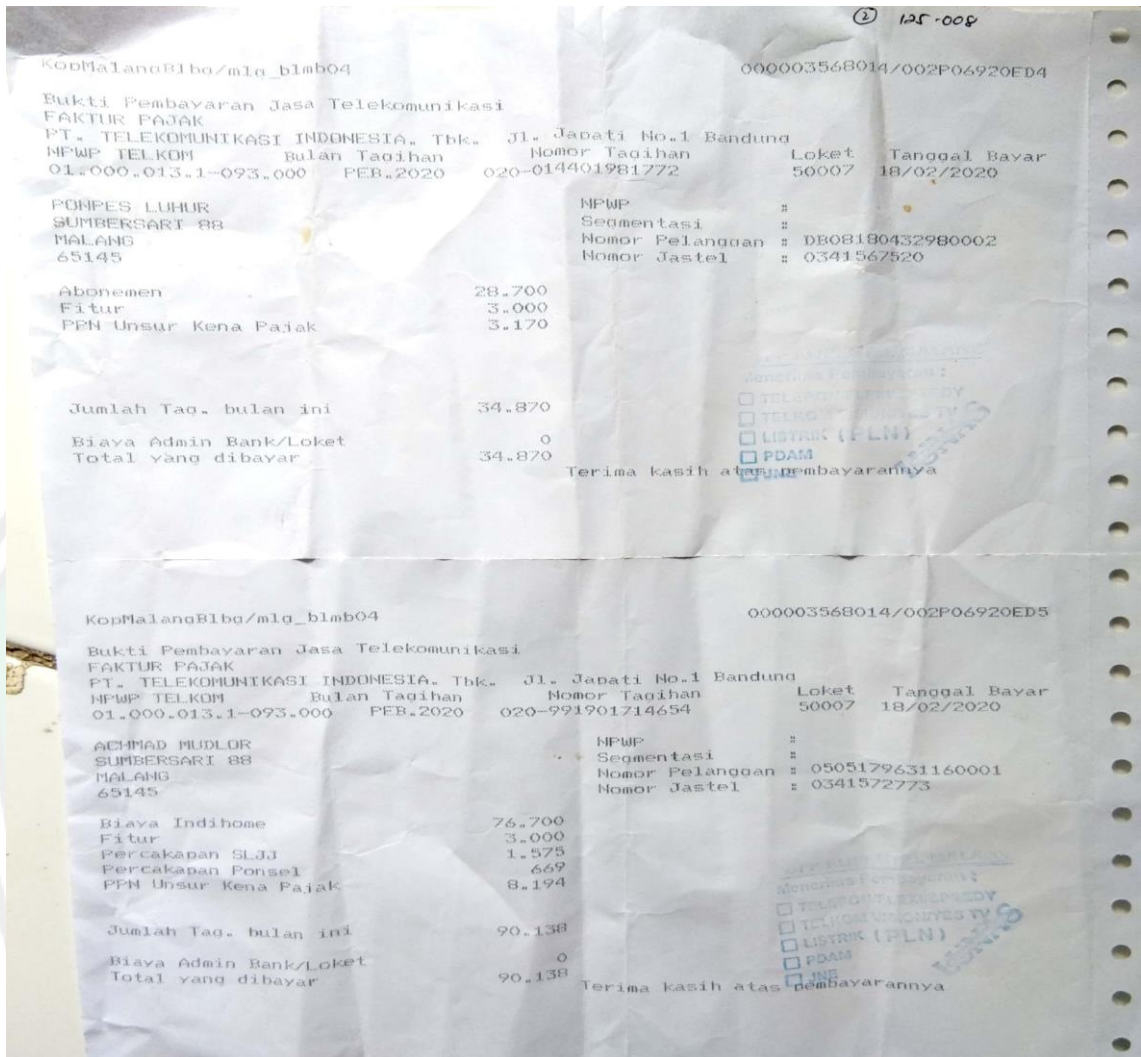 ② 125.008
KopMalangBlbg/mlg_blmb04 000003568014/002P06920ED4
Bukti Pembayaran Jasa Telekomunikasi
FAKTUR PAJAK
PT. TELEKOMUNIKASI INDONESIA. Tbk. Jl. Japati No.1 Bandung
NPWP TELKOM Bulan Tagihan Nomor Tagihan Loket Tanggal Bayar
01.000.013.1-093.000 PEB.2020 020-014401981772 50007 18/02/2020
PONPES LUHUR NPWP :
SUMBERSARI 88 Segmentasi :
MALANG Nomor Pelanggan : DB08180432980002
65145 Nomor Jastel : 0341567520
Abonemen 28.700
Fitur 3.000
PPN Unsur Kena Pajak 3.170
Menerima Pembayaran :
Jumlah Tag. bulan ini 34.870
LISTRIK (PLN)
Biaya Admin Bank/Loket 0
PDAM
Total yang dibayar 34.870
JNE
Terima kasih atas pembayarannya
KopMalangBlbg/mlg_blmb04 000003568014/002P06920ED5
Bukti Pembayaran Jasa Telekomunikasi
FAKTUR PAJAK
PT. TELEKOMUNIKASI INDONESIA. Tbk. Jl. Japati No.1 Bandung
NPWP TELKOM Bulan Tagihan Nomor Tagihan Loket Tanggal Bayar
01.000.013.1-093.000 PEB.2020 020-991901714654 50007 18/02/2020
ACHMAD MUDLOR NPWP :
SUMBERSARI 88 Segmentasi :
MALANG Nomor Pelanggan : 0505179631160001
65145 Nomor Jastel : 0341572773
Biaya Indihome 76.700
Fitur 3.000
Percakapan SLJJ 1.575
Percakapan Ponsel 669
PPN Unsur Kena Pajak 8.194
Menerima Pembayaran :
Jumlah Tag. bulan ini 90.138
LISTRIK (PLN)
Biaya Admin Bank/Loket 0
PDAM
Total yang dibayar 90.138
JNE
Terima kasih atas pembayarannya